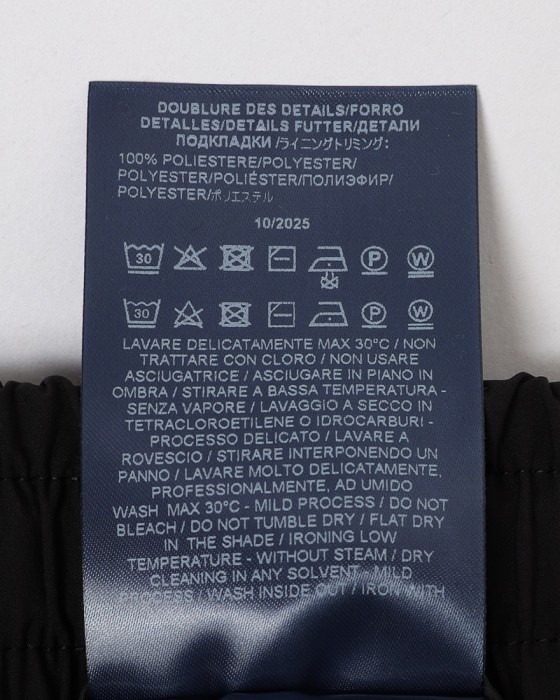 DOUBLURE DES DETAILS/FORRO
DETALLES/DETAILS FUTTER/ДЕТАЛИ
ПОДКЛАДКИ /ライニングトリミング:
100% POLIESTERE/POLYESTER/
POLYESTER/POLIÉSTER/ПОЛИЭФИР/
POLYESTER/ポリエステル
10/2025
30 P W
30 P W
LAVARE DELICATAMENTE MAX 30°C / NON
TRATTARE CON CLORO / NON USARE
ASCIUGATRICE / ASCIUGARE IN PIANO IN
OMBRA / STIRARE A BASSA TEMPERATURA -
SENZA VAPORE / LAVAGGIO A SECCO IN
TETRACLOROETILENE O IDROCARBURI -
PROCESSO DELICATO / LAVARE A
ROVESCIO / STIRARE INTERPONENDO UN
PANNO / LAVARE MOLTO DELICATAMENTE,
PROFESSIONALMENTE, AD UMIDO
WASH MAX 30°C - MILD PROCESS / DO NOT
BLEACH / DO NOT TUMBLE DRY / FLAT DRY
IN THE SHADE / IRONING LOW
TEMPERATURE - WITHOUT STEAM / DRY
CLEANING IN ANY SOLVENT - MILD
PROCESS / WASH INSIDE OUT / IRON WITH